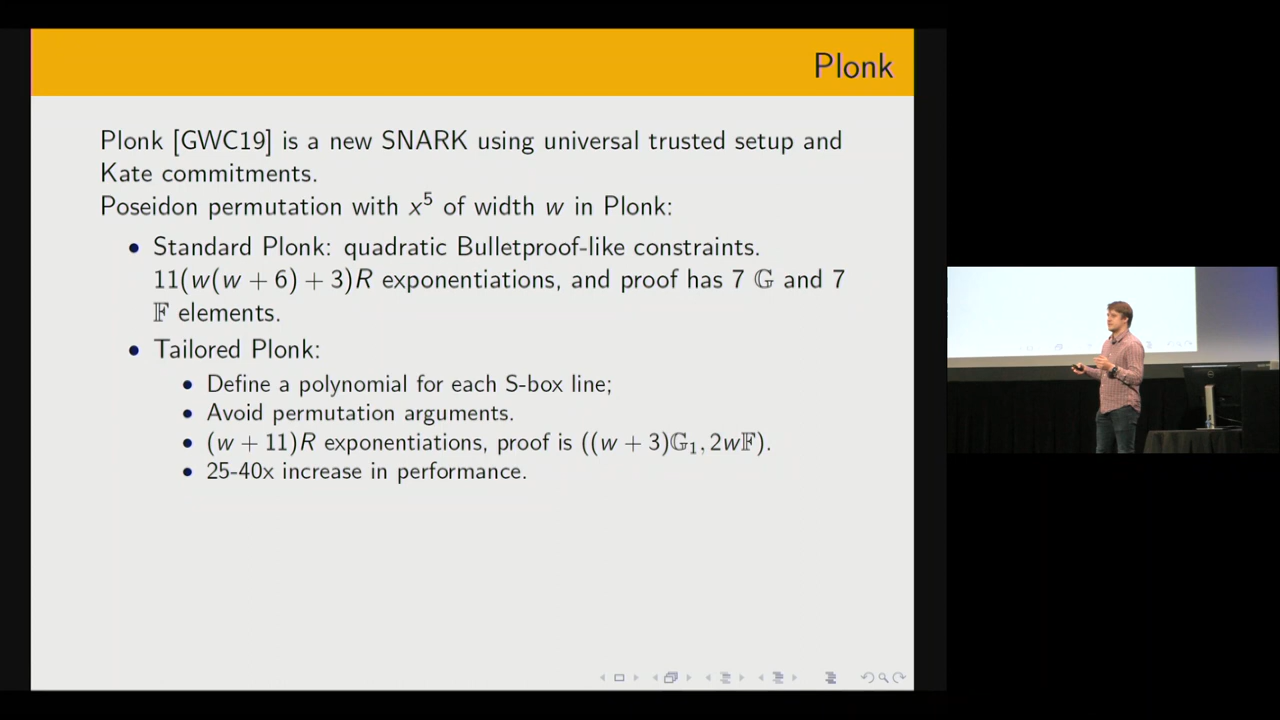 Plonk
Plonk [GWC19] is a new SNARK using universal trusted setup and
Kate commitments.
Poseidon permutation with x⁵ of width w in Plonk:
• Standard Plonk: quadratic Bulletproof-like constraints.
11(w(w + 6) + 3)R exponentiations, and proof has 7 𝔾 and 7
𝔽 elements.
• Tailored Plonk:
• Define a polynomial for each S-box line;
• Avoid permutation arguments.
• (w + 11)R exponentiations, proof is ((w + 3)𝔾₁, 2w𝔽).
• 25-40x increase in performance.